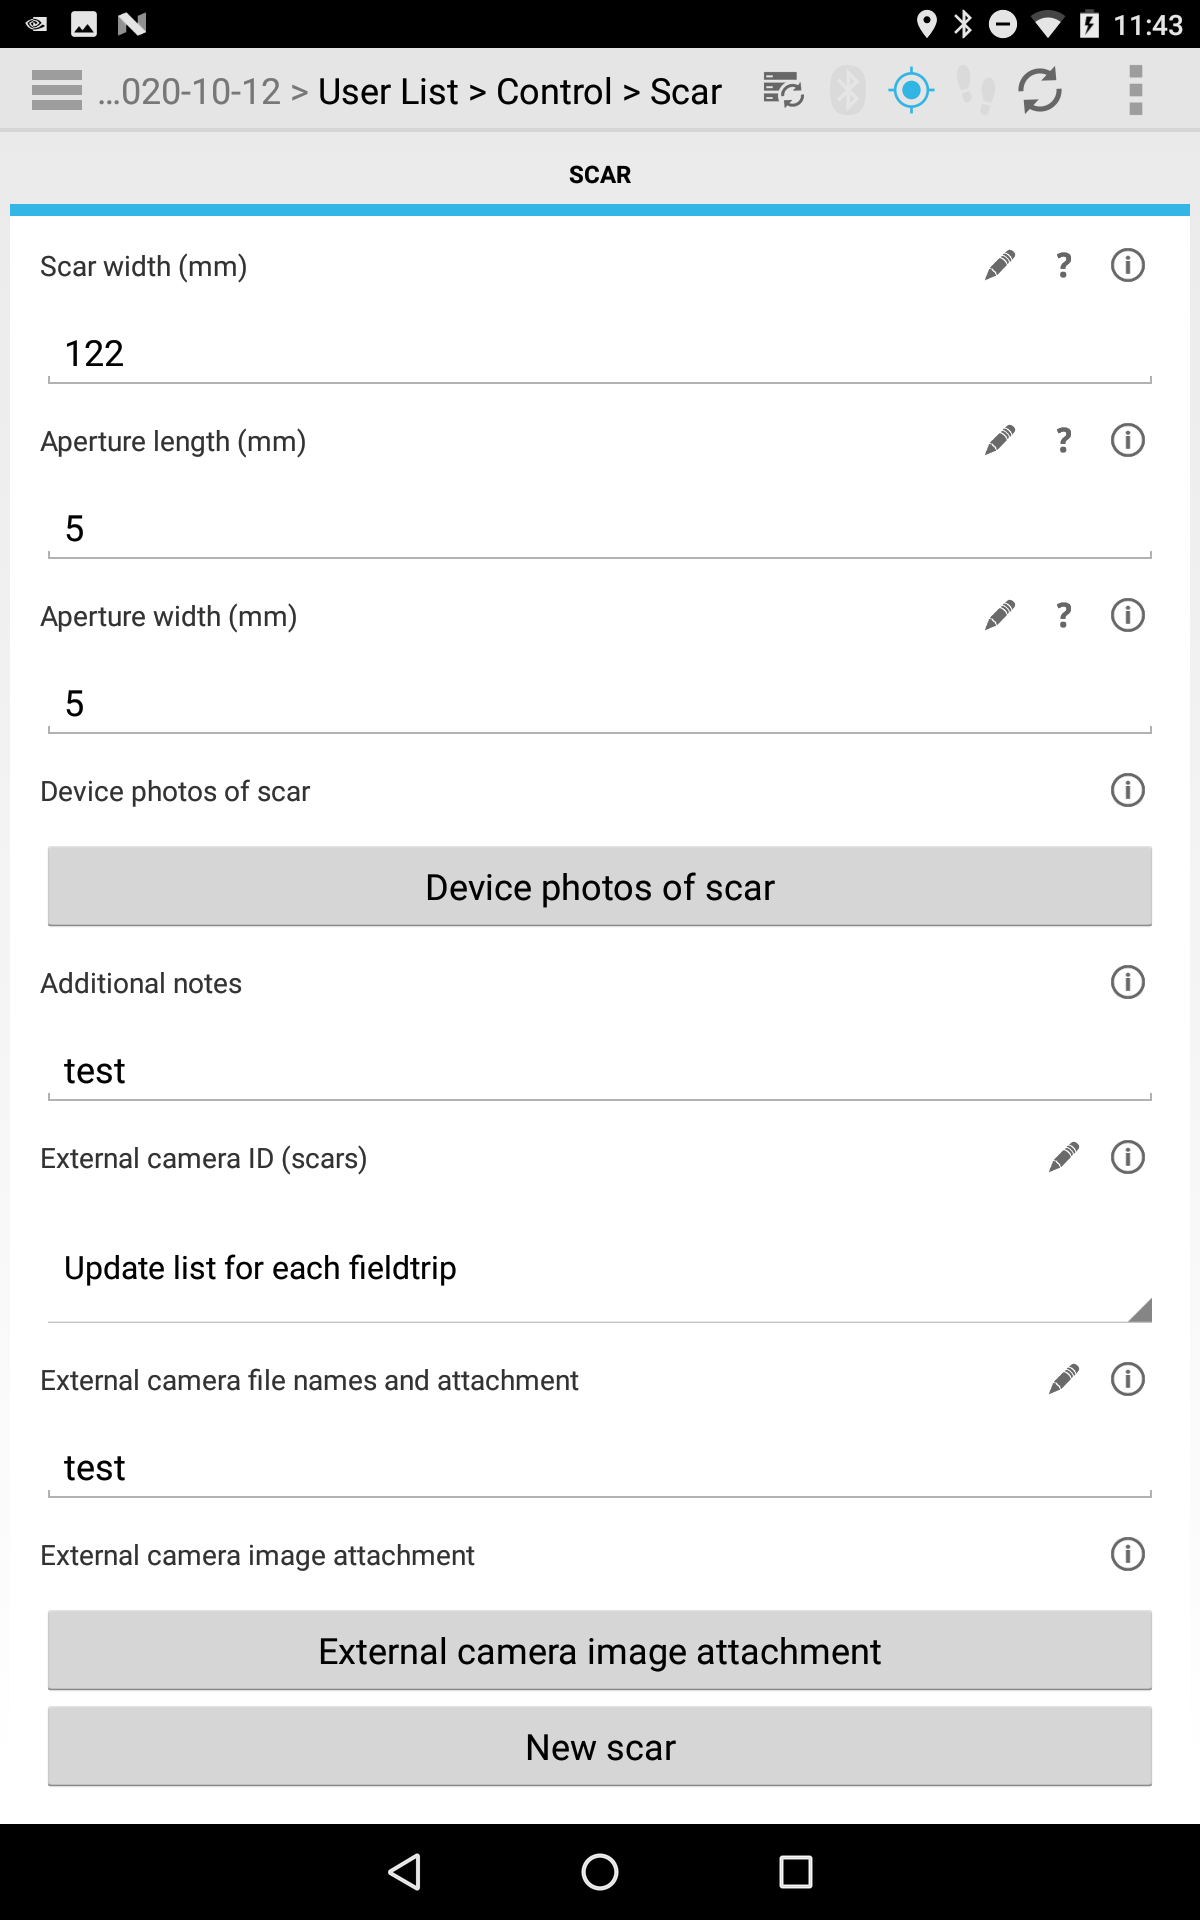 11:43
...020-10-12 > User List > Control > Scar
SCAR
Scar width (mm)
?
122
Aperture length (mm)
?
5
Aperture width (mm)
?
5
Device photos of scar
Device photos of scar
Additional notes
test
External camera ID (scars)
Update list for each fieldtrip
External camera file names and attachment
test
External camera image attachment
External camera image attachment
New scar